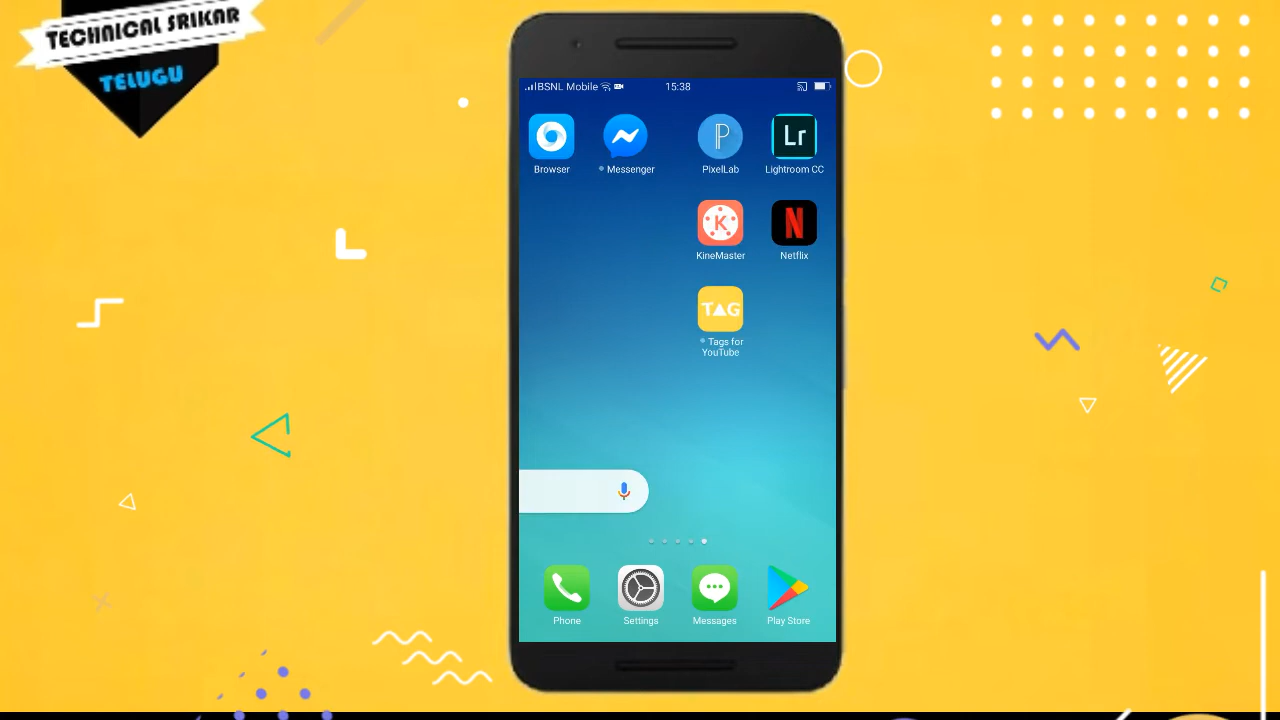 TECHNICAL SRIKAR
TELUGU
BSNL Mobile 15:38
Browser Messenger PixelLab Lightroom CC
P Lr
K N
KineMaster Netflix
TAG
Tags for
YouTube
Phone Settings Messages Play Store